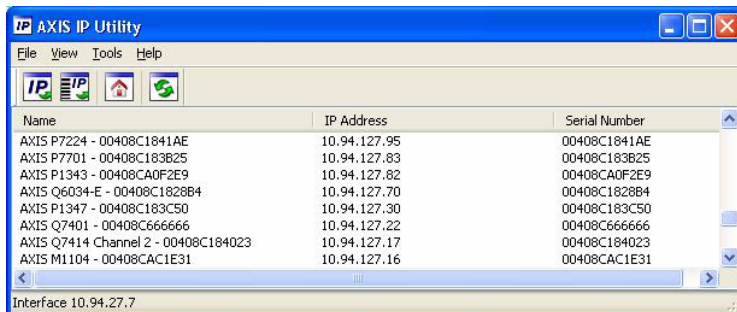 IP AXIS IP Utility
File View Tools Help
IP IP
Name IP Address Serial Number
AXIS P7224 - 00408C1841AE 10.94.127.95 00408C1841AE
AXIS P7701 - 00408C183B25 10.94.127.83 00408C183B25
AXIS P1343 - 00408CA0F2E9 10.94.127.82 00408CA0F2E9
AXIS Q6034-E - 00408C1828B4 10.94.127.70 00408C1828B4
AXIS P1347 - 00408C183C50 10.94.127.30 00408C183C50
AXIS Q7401 - 00408C666666 10.94.127.22 00408C666666
AXIS Q7414 Channel 2 - 00408C184023 10.94.127.17 00408C184023
AXIS M1104 - 00408CAC1E31 10.94.127.16 00408CAC1E31
Interface 10.94.27.7